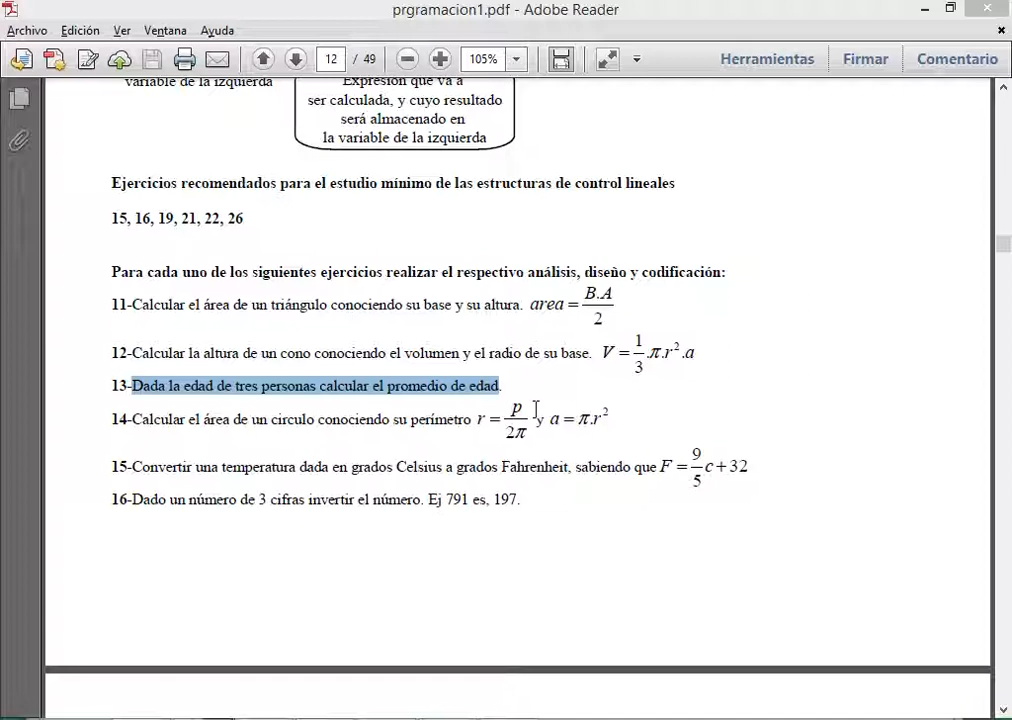 prgramacion1.pdf - Adobe Reader
Archivo Edición Ver Ventana Ayuda
12 / 49 105% Herramientas Firmar Comentario
variable de la izquierda
Expresión que va a
ser calculada, y cuyo resultado
será almacenado en
la variable de la izquierda
Ejercicios recomendados para el estudio mínimo de las estructuras de control lineales
15, 16, 19, 21, 22, 26
Para cada uno de los siguientes ejercicios realizar el respectivo análisis, diseño y codificación:
11-Calcular el área de un triángulo conociendo su base y su altura. area = B.A / 2
12-Calcular la altura de un cono conociendo el volumen y el radio de su base. V = 1/3 .π.r².a
13-Dada la edad de tres personas calcular el promedio de edad.
14-Calcular el área de un circulo conociendo su perímetro r = p / 2π y a = π.r²
15-Convertir una temperatura dada en grados Celsius a grados Fahrenheit, sabiendo que F = 9/5 c + 32
16-Dado un número de 3 cifras invertir el número. Ej 791 es, 197.